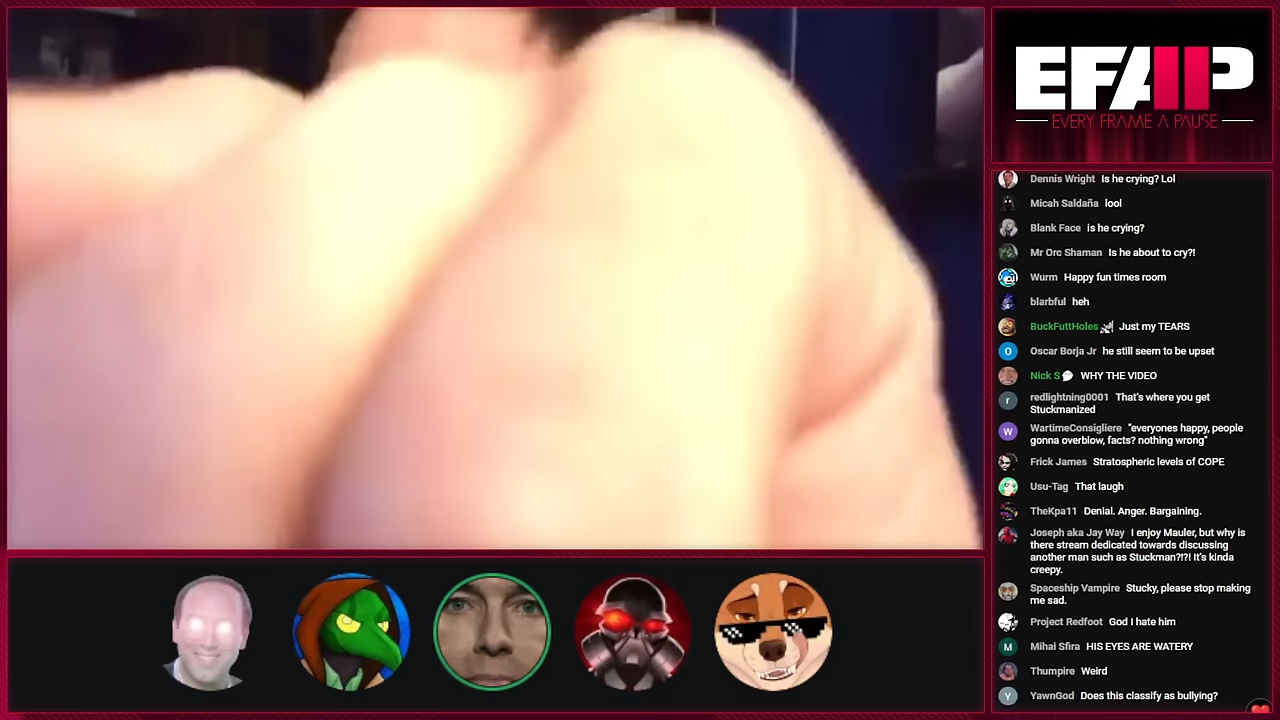 EFAP
EVERY FRAME A PAUSE
Dennis Wright Is he crying? Lol
Micah Saldaña lool
Blank Face is he crying?
Mr Orc Shaman Is he about to cry?!
Wurm Happy fun times room
blarbful heh
BuckFuttHoles Just my TEARS
O Oscar Borja Jr he still seem to be upset
Nick S WHY THE VIDEO
r redlightning0001 That's where you get
Stuckmanized
W WartimeConsigliere "everyones happy, people
gonna overblow, facts? nothing wrong"
Frick James Stratospheric levels of COPE
Usu-Tag That laugh
TheKpa11 Denial. Anger. Bargaining.
Joseph aka Jay Way I enjoy Mauler, but why is
there stream dedicated towards discussing
another man such as Stuckman?!?! It's kinda
creepy.
Spaceship Vampire Stucky, please stop making
me sad.
Project Redfoot God I hate him
M Mihai Sfira HIS EYES ARE WATERY
Thumpire Weird
Y YawnGod Does this classify as bullying?